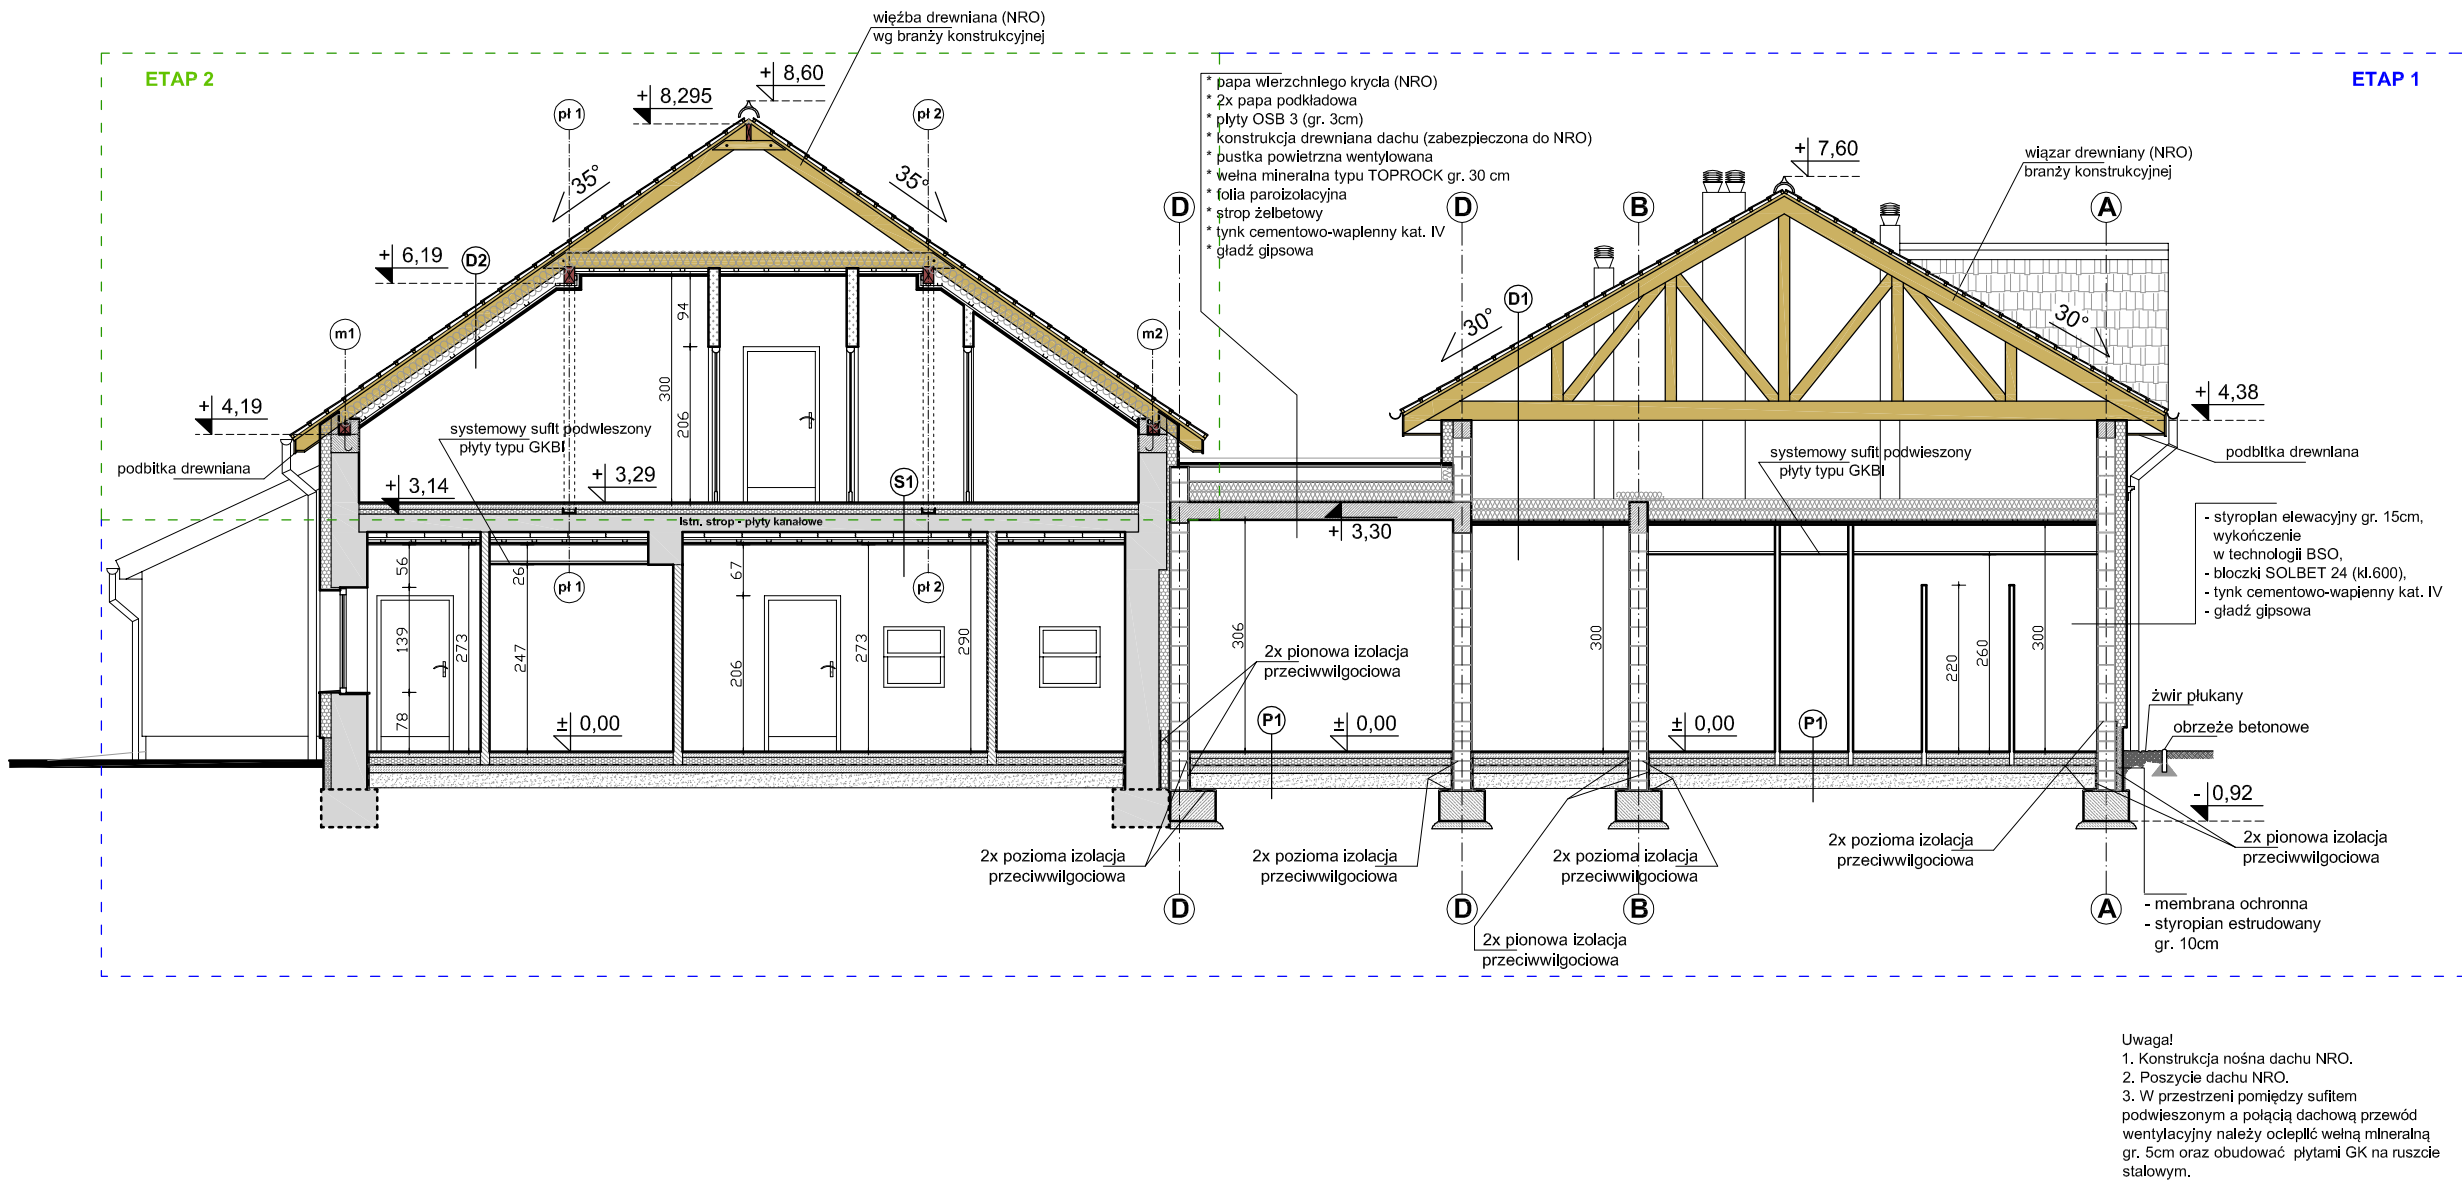 więźba drewniana (NRO)
wg branży konstrukcyjnej
ETAP 2
ETAP 1
+ 8,60
+ 8,295
pł 1
pł 2
* papa wierzchniego krycia (NRO)
* 2x papa podkładowa
* płyty OSB 3 (gr. 3cm)
* konstrukcja drewniana dachu (zabezpieczona do NRO)
* pustka powietrzna wentylowana
* wełna mineralna typu TOPROCK gr. 30 cm
* folia paroizolacyjna
* strop żelbetowy
* tynk cementowo-wapienny kat. IV
* gładź gipsowa
+ 7,60
wiązar drewniany (NRO)
branży konstrukcyjnej
35°
35°
D
D
B
A
+ 6,19
D2
D1
30°
30°
94
m1
m2
300
206
+ 4,19
+ 4,38
systemowy sufit podwieszony
płyty typu GKBI
podbitka drewniana
+ 3,29
+ 3,14
S1
systemowy sufit podwieszony
płyty typu GKBI
podbitka drewniana
Istn. strop - płyty kanałowe
+ 3,30
- styropian elewacyjny gr. 15cm,
wykończenie
w technologii BSO,
- bloczki SOLBET 24 (kl.600),
- tynk cementowo-wapienny kat. IV
- gładź gipsowa
56
26
67
pł 1
pł 2
139
273
247
206
273
290
306
300
220
260
300
78
2x pionowa izolacja
przeciwwilgociowa
± 0,00
± 0,00
± 0,00
P1
P1
żwir płukany
obrzeże betonowe
- 0,92
2x pozioma izolacja
przeciwwilgociowa
2x pozioma izolacja
przeciwwilgociowa
2x pozioma izolacja
przeciwwilgociowa
2x pozioma izolacja
przeciwwilgociowa
2x pionowa izolacja
przeciwwilgociowa
D
D
B
A
- membrana ochronna
- styropian estrudowany
gr. 10cm
2x pionowa izolacja
przeciwwilgociowa
Uwaga!
1. Konstrukcja nośna dachu NRO.
2. Poszycie dachu NRO.
3. W przestrzeni pomiędzy sufitem
podwieszonym a połącią dachową przewód
wentylacyjny należy ocieplić wełną mineralną
gr. 5cm oraz obudować płytami GK na ruszcie
stalowym.